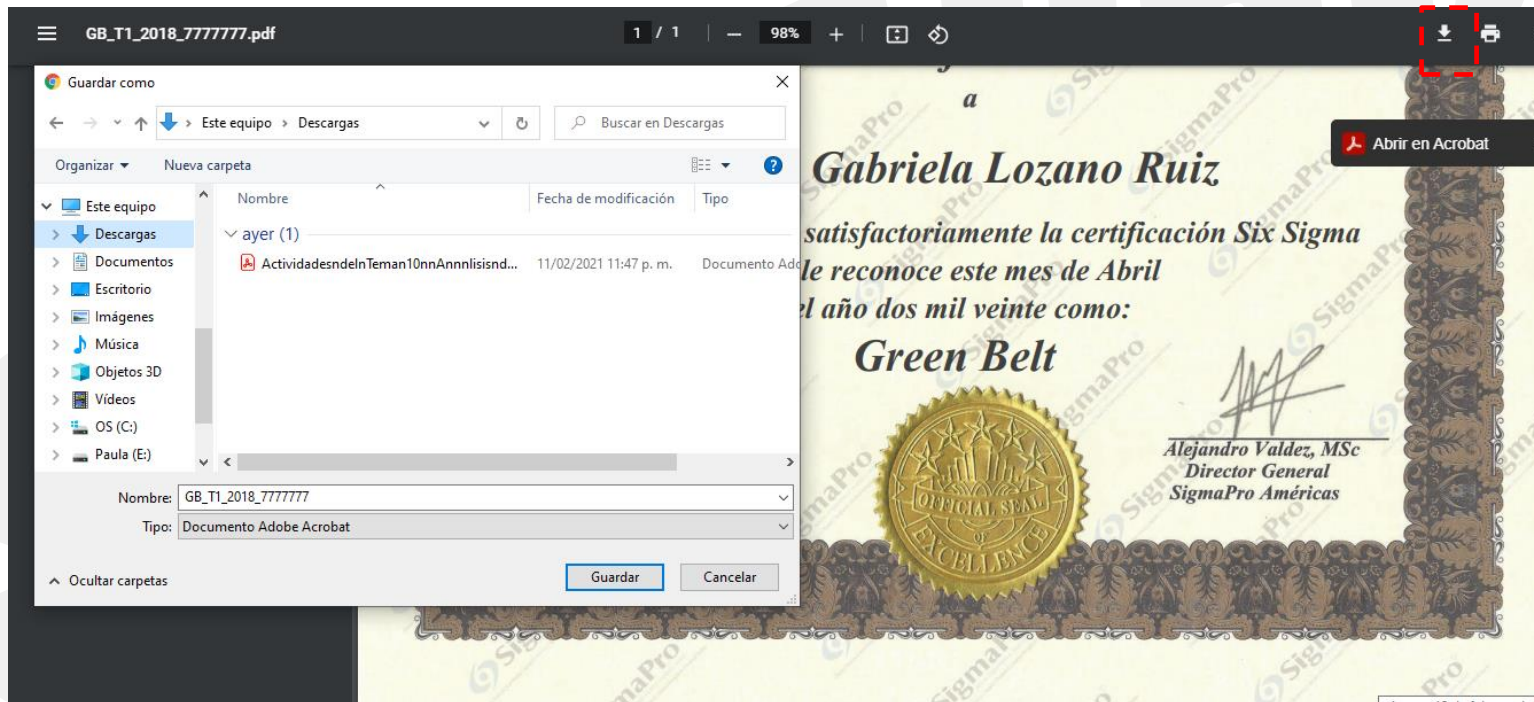 GB_T1_2018_7777777.pdf
1 / 1
98%
Guardar como
Este equipo > Descargas
Buscar en Descargas
Organizar
Nueva carpeta
Nombre
Fecha de modificación
Tipo
Este equipo
Descargas
Documentos
Escritorio
Imágenes
Música
Objetos 3D
Vídeos
OS (C:)
Paula (E:)
ayer (1)
ActividadesndelnTeman10nnAnnnlisisnd...
11/02/2021 11:47 p. m.
Documento Ado
Nombre:
GB_T1_2018_7777777
Tipo:
Documento Adobe Acrobat
Ocultar carpetas
Guardar
Cancelar
Abrir en Acrobat
a
Gabriela Lozano Ruiz
satisfactoriamente la certificación Six Sigma
le reconoce este mes de Abril
el año dos mil veinte como:
Green Belt
OFFICIAL SEAL
OF
EXCELLENCE
Alejandro Valdez, MSc
Director General
SigmaPro Américas
SigmaPro